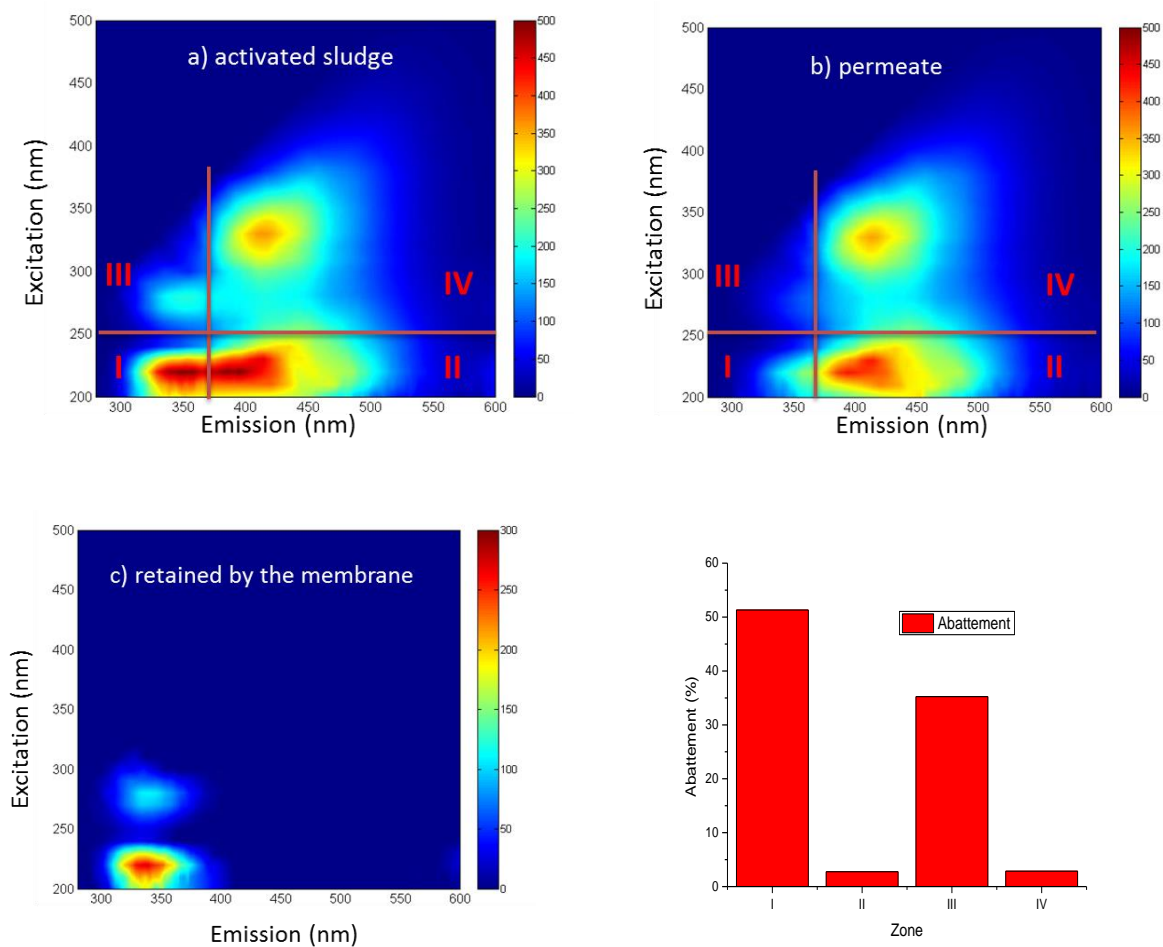 a) activated sludge
Excitation (nm)
500
450
400
350
300
250
200
III
IV
I
II
300 350 400 450 500 550 600
Emission (nm)
500
450
400
350
300
250
200
150
100
50
0
b) permeate
Excitation (nm)
500
450
400
350
300
250
200
III
IV
I
II
300 350 400 450 500 550 600
Emission (nm)
500
450
400
350
300
250
200
150
100
50
0
c) retained by the membrane
Excitation (nm)
500
450
400
350
300
250
200
300 350 400 450 500 550 600
Emission (nm)
300
250
200
150
100
50
0
Abattement (%)
60
50
40
30
20
10
0
Abattement
I II III IV
Zone